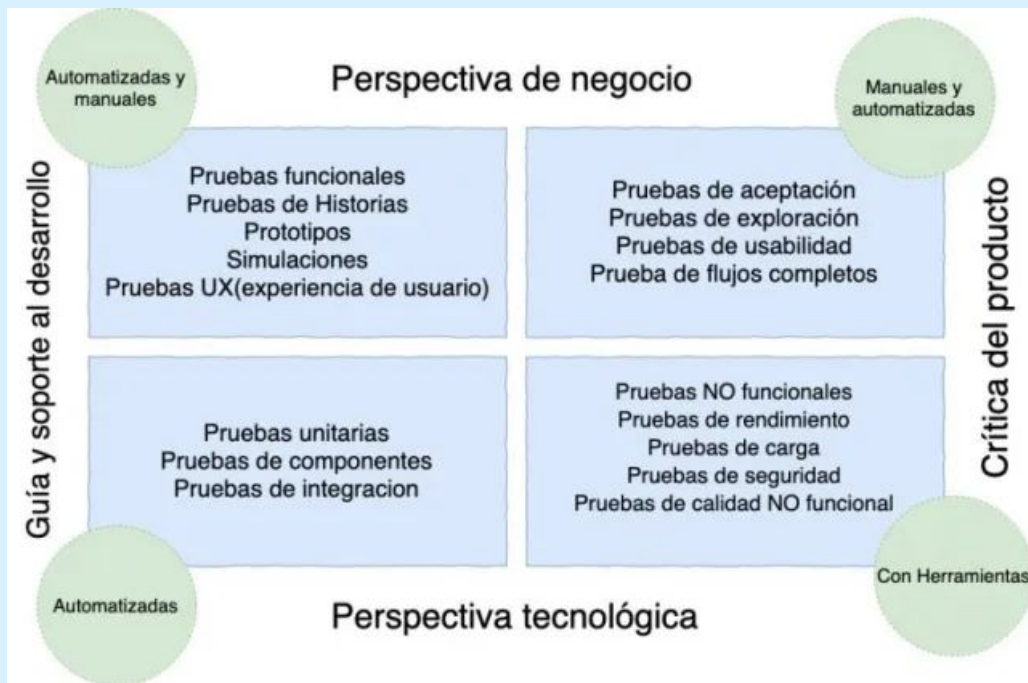 Automatizadas y
manuales
Perspectiva de negocio
Manuales y
automatizadas
Guía y soporte al desarrollo
Pruebas funcionales
Pruebas de Historias
Prototipos
Simulaciones
Pruebas UX(experiencia de usuario)
Pruebas de aceptación
Pruebas de exploración
Pruebas de usabilidad
Prueba de flujos completos
Crítica del producto
Pruebas unitarias
Pruebas de componentes
Pruebas de integracion
Pruebas NO funcionales
Pruebas de rendimiento
Pruebas de carga
Pruebas de seguridad
Pruebas de calidad NO funcional
Automatizadas
Perspectiva tecnológica
Con Herramientas